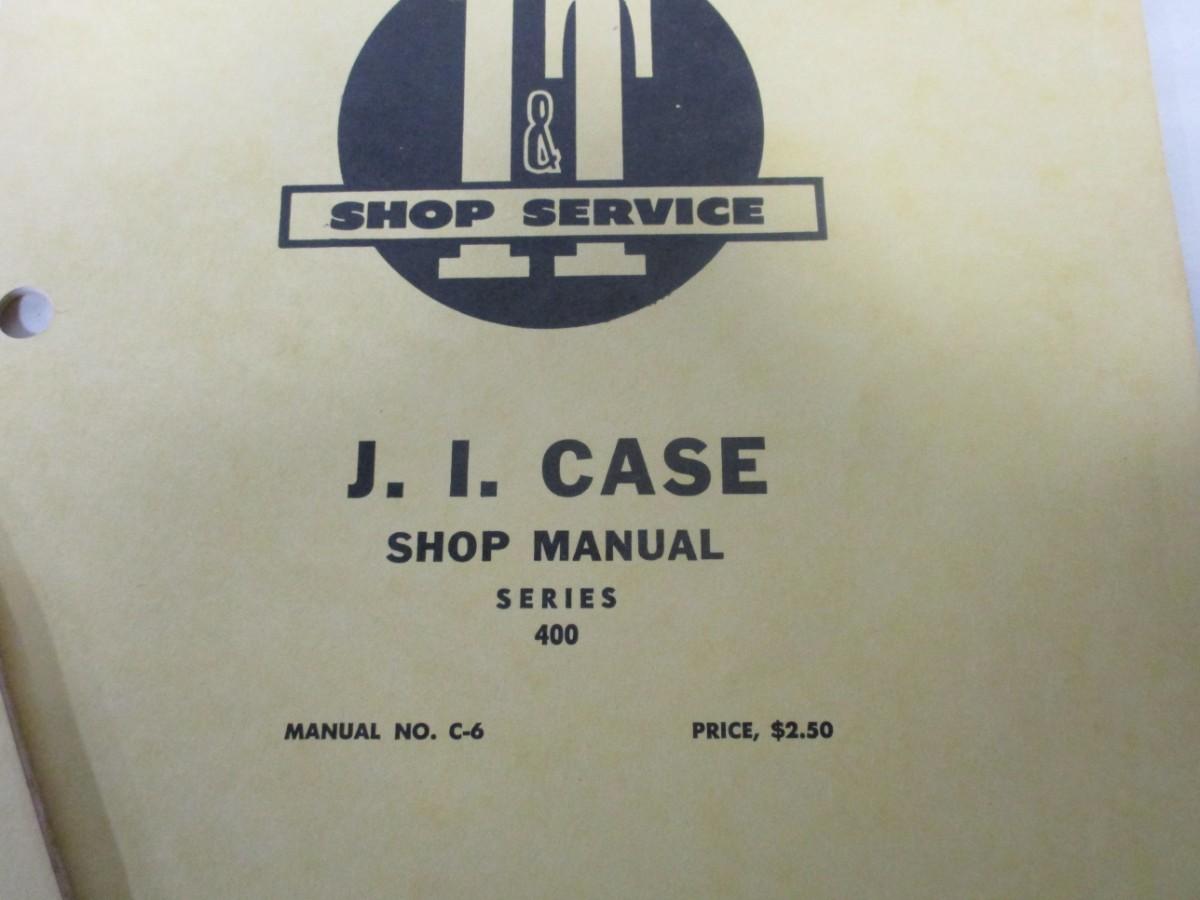 I&T
SHOP SERVICE
J. I. CASE
SHOP MANUAL
SERIES
400
MANUAL NO. C-6 PRICE, $2.50